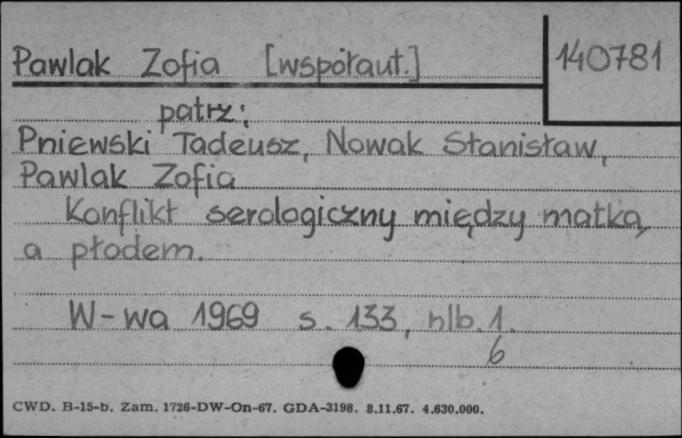 Pawlak Zofia [współaut.]
140781
patrz:
Pniewski Tadeusz, Nowak Stanisław,
Pawlak Zofia
Konflikt serologiczny między matką,
a płodem.
W-wa 1969 s. 133, nlb. 1.
6
CWD. B-15-b. Zam. 1726-DW-On-67. GDA-3198. 8.11.67. 4.630.000.